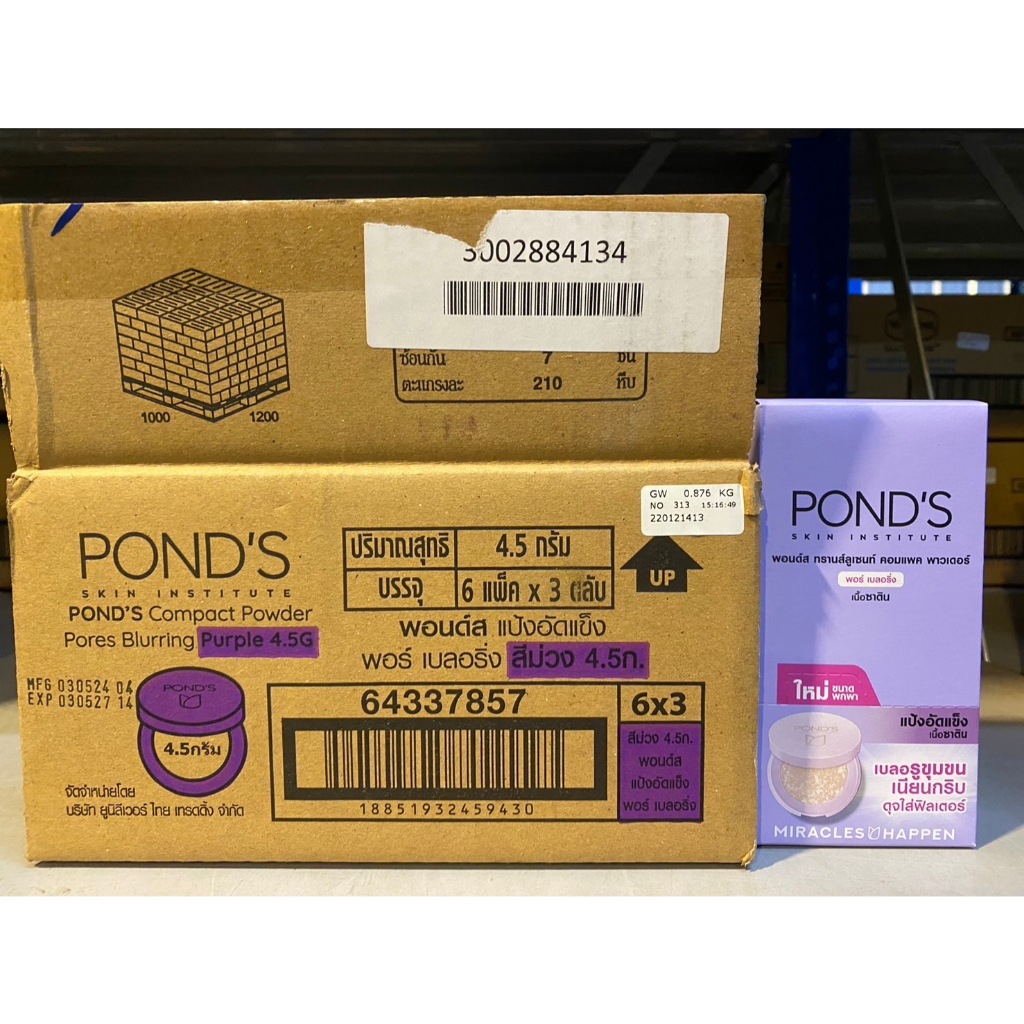 3002884134
ซ้อนกัน 7 ชั้น
ตะแกรงละ 210 หีบ
1000 1200
GW 0.876 KG
NO 313 15:16:49
220121413
UP
POND'S
SKIN INSTITUTE
POND'S Compact Powder
Pores Blurring Purple 4.5G
ปริมาณสุทธิ 4.5 กรัม
บรรจุ 6 แพ็ค x 3 ตลับ
พอนด์ส แป้งอัดแข็ง
พอร์ เบลอริ่ง สีม่วง 4.5ก.
MFG 030524 04
EXP 030527 14
POND'S
4.5กรัม
จัดจำหน่ายโดย
บริษัท ยูนิลีเวอร์ ไทย เทรดดิ้ง จำกัด
64337857
18851932459430
6x3
สีม่วง 4.5ก.
พอนด์ส
แป้งอัดแข็ง
พอร์ เบลอริ่ง
POND'S
SKIN INSTITUTE
พอนด์ส ทรานส์ลูเซนท์ คอมแพค พาวเดอร์
พอร์ เบลอริ่ง
เนื้อซาติน
ใหม่ ขนาด
พกพา
POND'S
แป้งอัดแข็ง
เนื้อซาติน
เบลอรูขุมขน
เนียนกริบ
ดุจใส่ฟิลเตอร์
MIRACLES HAPPEN